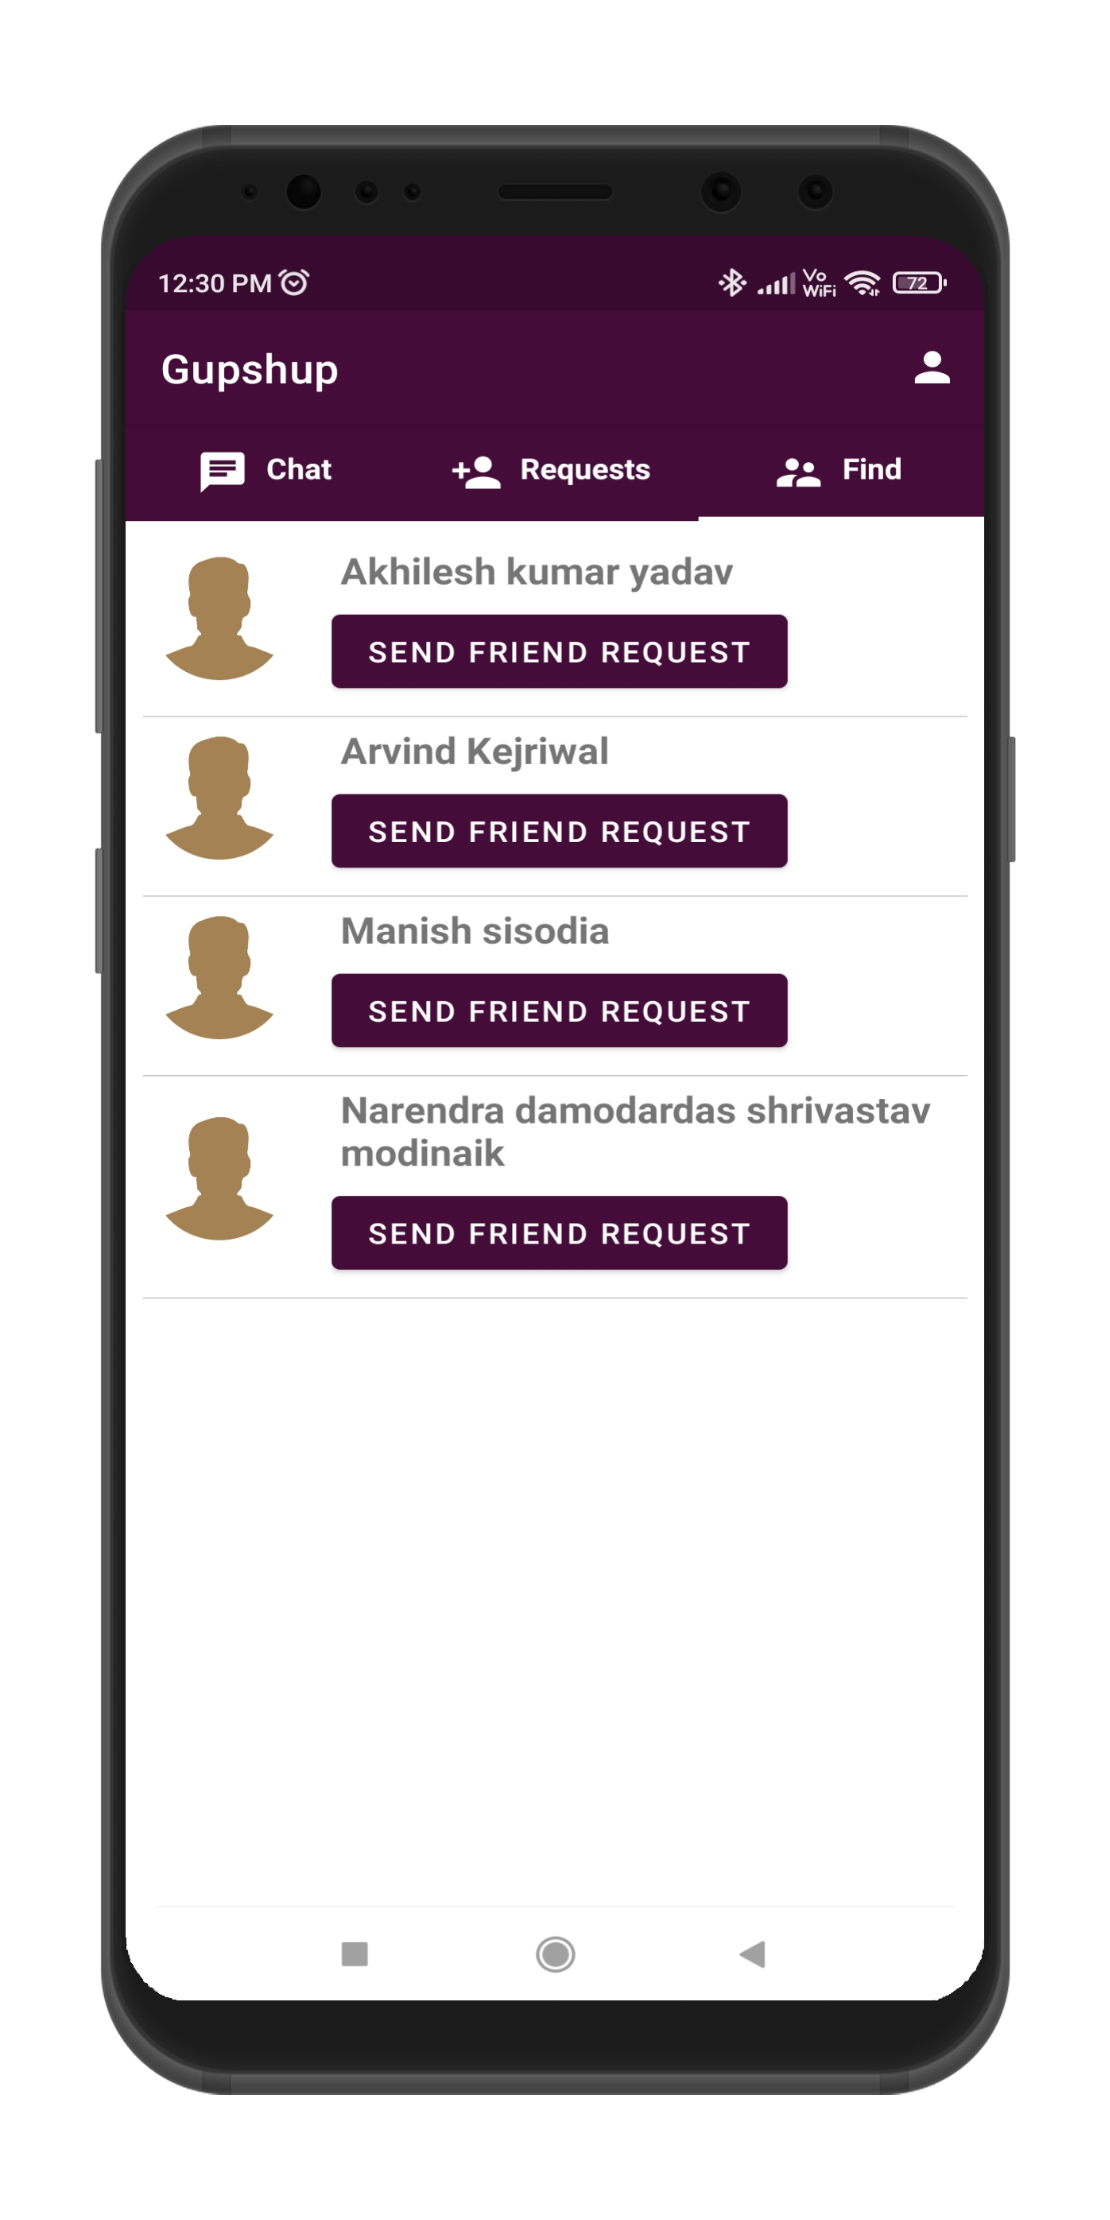 12:30 PM
Vo
WiFi
72
Gupshup
Chat
Requests
Find
Akhilesh kumar yadav
SEND FRIEND REQUEST
Arvind Kejriwal
SEND FRIEND REQUEST
Manish sisodia
SEND FRIEND REQUEST
Narendra damodardas shrivastav
modinaik
SEND FRIEND REQUEST